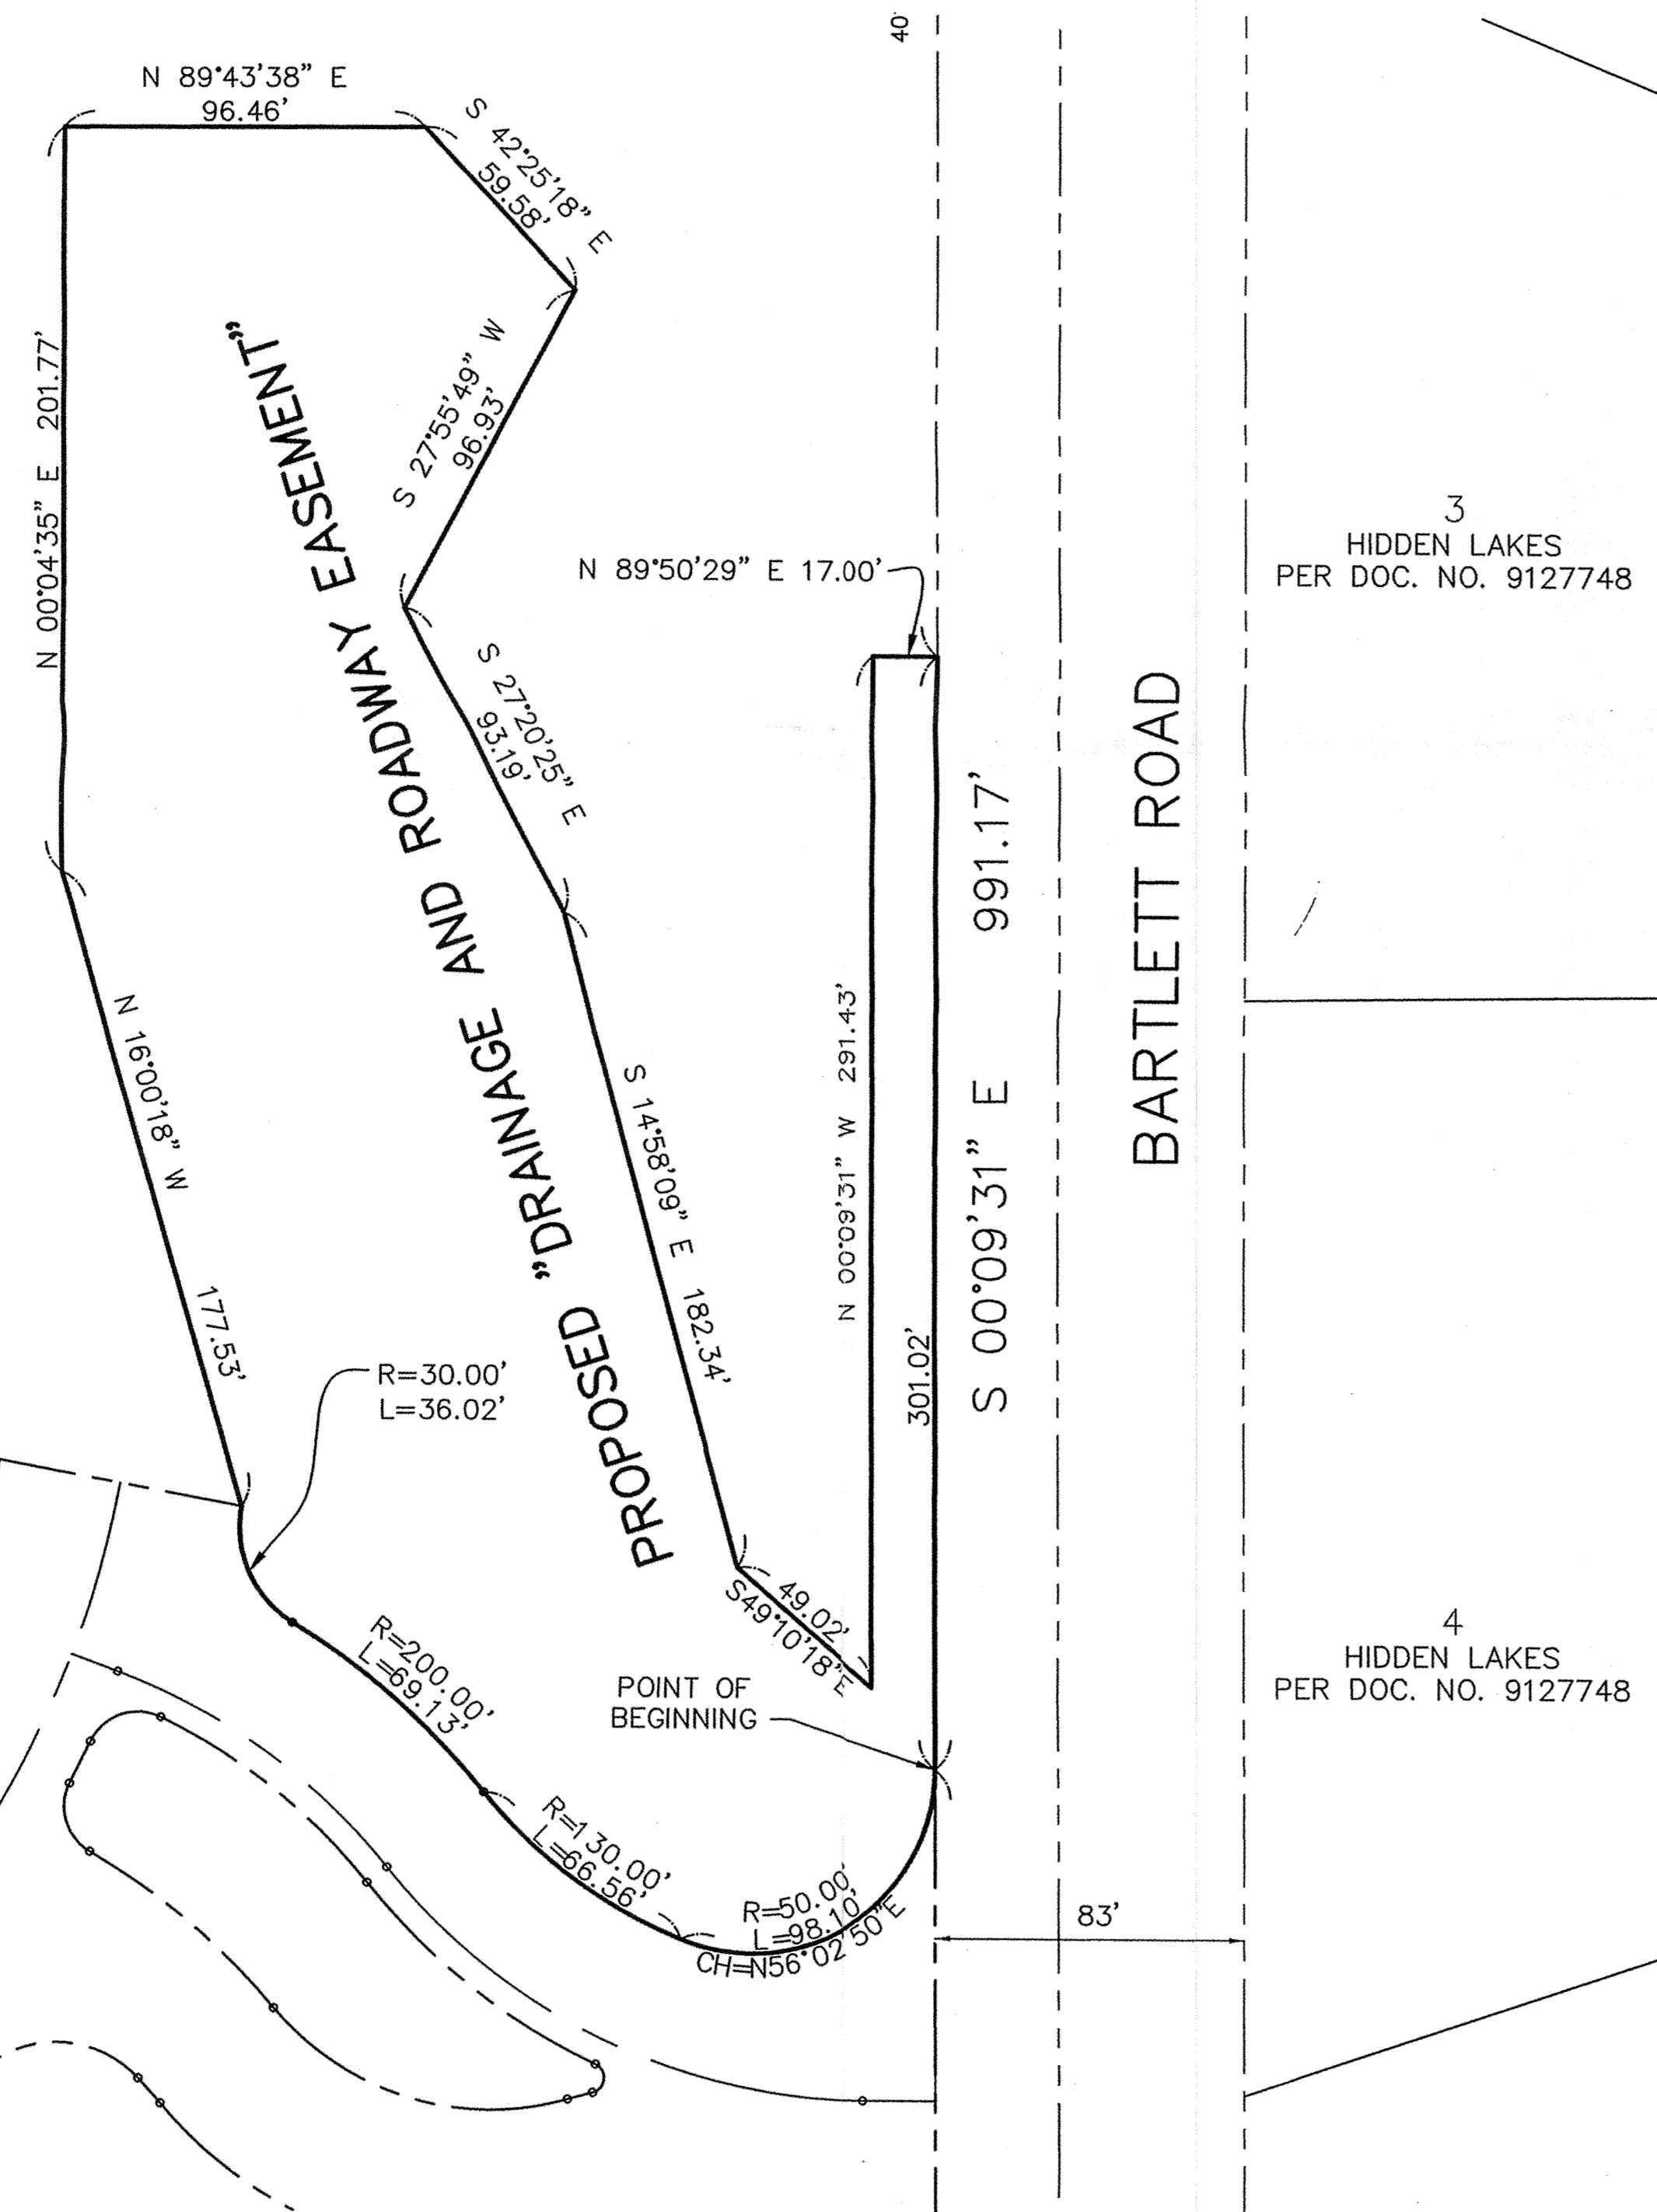 40'
N 89°43'38" E
96.46'
S 42°25'18" E
59.58'
N 00°04'35" E 201.77'
S 27°55'49" W
96.93'
N 89°50'29" E 17.00'
3
HIDDEN LAKES
PER DOC. NO. 9127748
S 27°20'25" E
93.19'
PROPOSED "DRAINAGE AND ROADWAY EASEMENT"
N 16°00'18" W 177.53'
S 14°58'09" E 182.34'
N 00°09'31" W 291.43'
301.02'
S 00°09'31" E 991.17'
BARTLETT ROAD
R=30.00'
L=36.02'
49.02'
S49°10'18"E
R=200.00'
L=69.13'
POINT OF
BEGINNING
4
HIDDEN LAKES
PER DOC. NO. 9127748
R=130.00'
L=66.56'
R=50.00'
L=98.10'
CH=N56°02'50"E
83'